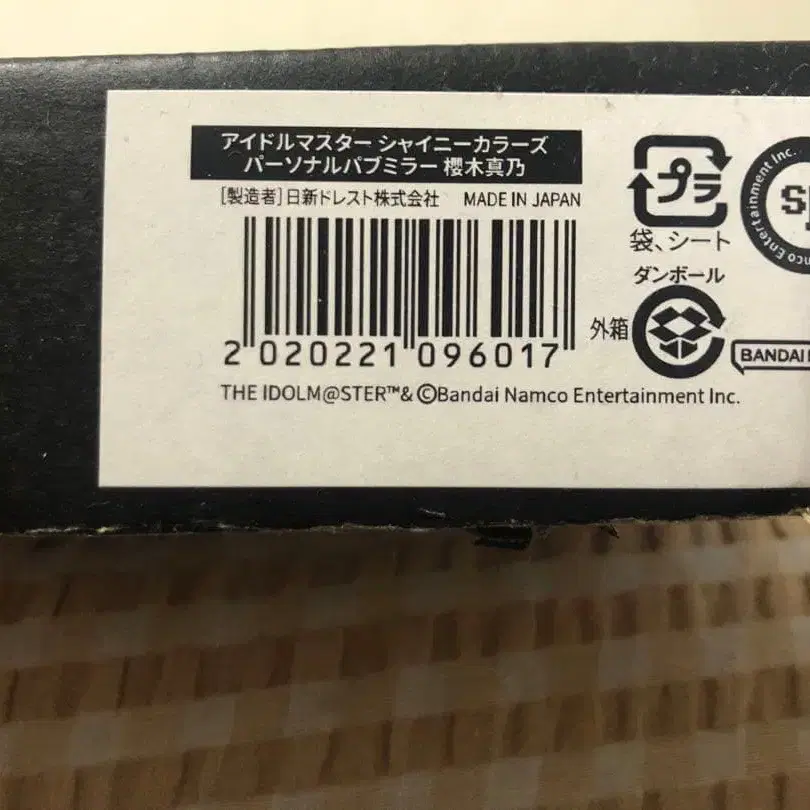 アイドルマスター シャイニーカラーズ
パーソナルパブミラー 櫻木真乃
[製造者]日新ドレスト株式会社 MADE IN JAPAN
2 020221 096017
THE IDOLM@STER™& ©Bandai Namco Entertainment Inc.
プラ
袋、シート
ダンボール
外箱
BANDAI